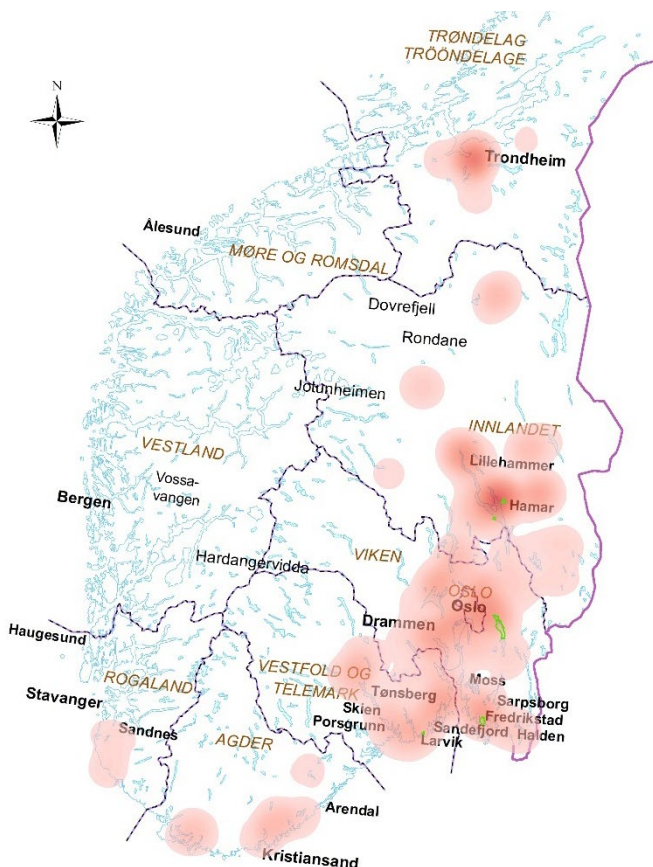 TRØNDELAG
TRÖÖNDELAGE
N
Trondheim
Ålesund
MØRE OG ROMSDAL
Dovrefjell
Rondane
Jotunheimen
INNLANDET
VESTLAND
Lillehammer
Vossa-
vangen
Bergen
Hamar
VIKEN
Hardangervidda
OSLO
Oslo
Drammen
Haugesund
ROGALAND
VESTFOLD OG
TELEMARK
Moss
Tønsberg
Stavanger
Sarpsborg
Skien
Fredrikstad
Porsgrunn
Sandefjord
Halden
Sandnes
AGDER
Larvik
Arendal
Kristiansand